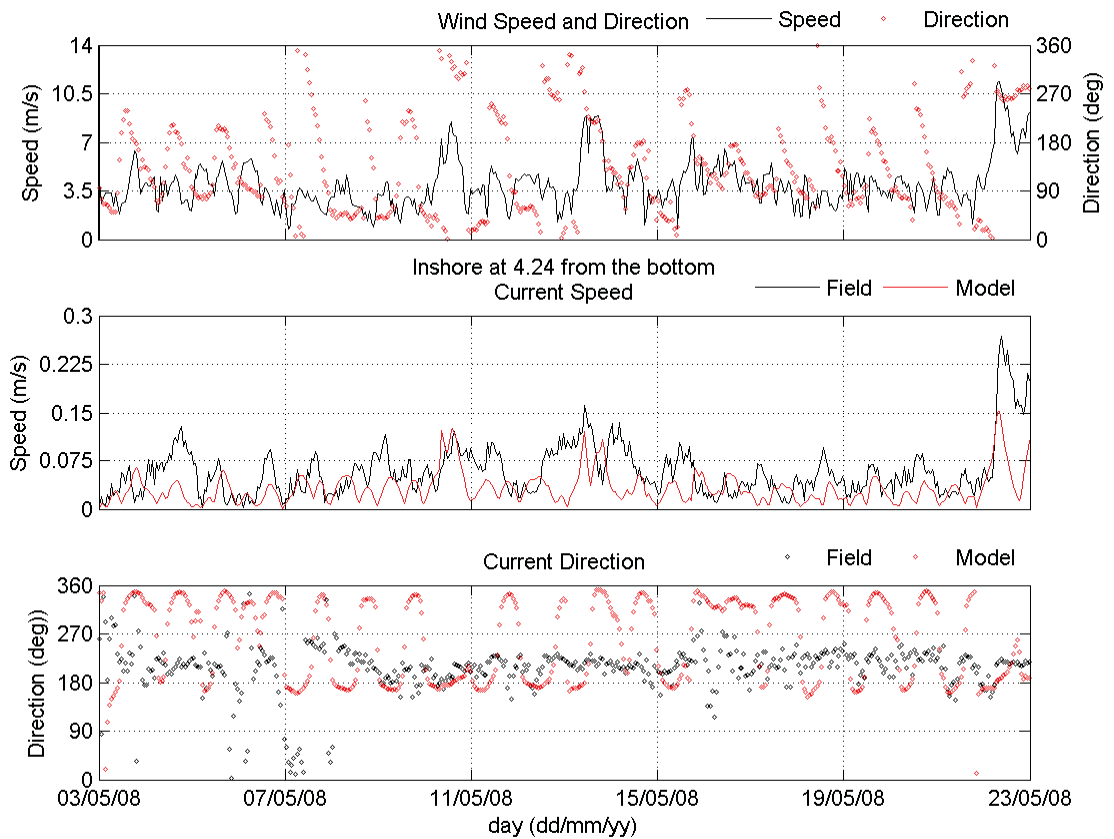 Wind Speed and Direction Speed Direction
14 360
10.5 270
7 180
3.5 90
0 0
Speed (m/s)
Direction (deg)
Inshore at 4.24 from the bottom
Current Speed Field Model
0.3
0.225
0.15
0.075
0
Speed (m/s)
Current Direction Field Model
360
270
180
90
0
Direction (deg))
03/05/08 07/05/08 11/05/08 15/05/08 19/05/08 23/05/08
day (dd/mm/yy)